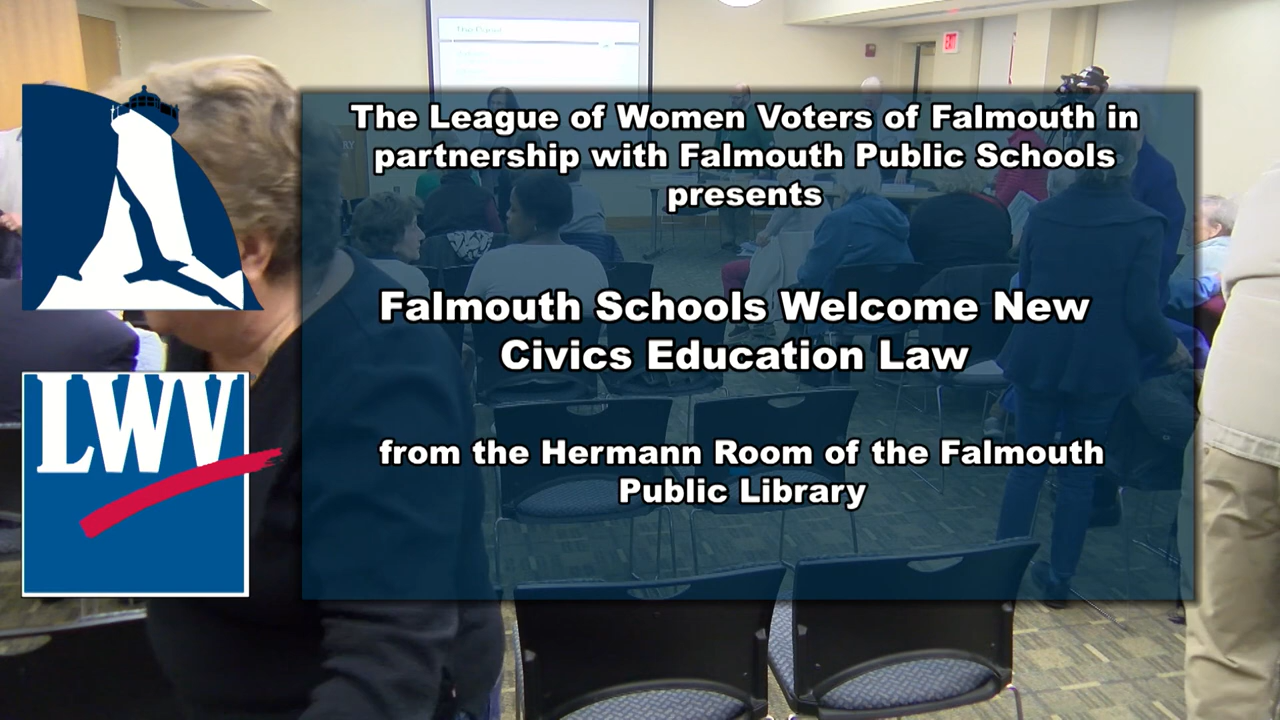 The League of Women Voters of Falmouth in
partnership with Falmouth Public Schools
presents
Falmouth Schools Welcome New
Civics Education Law
from the Hermann Room of the Falmouth
Public Library
LWV